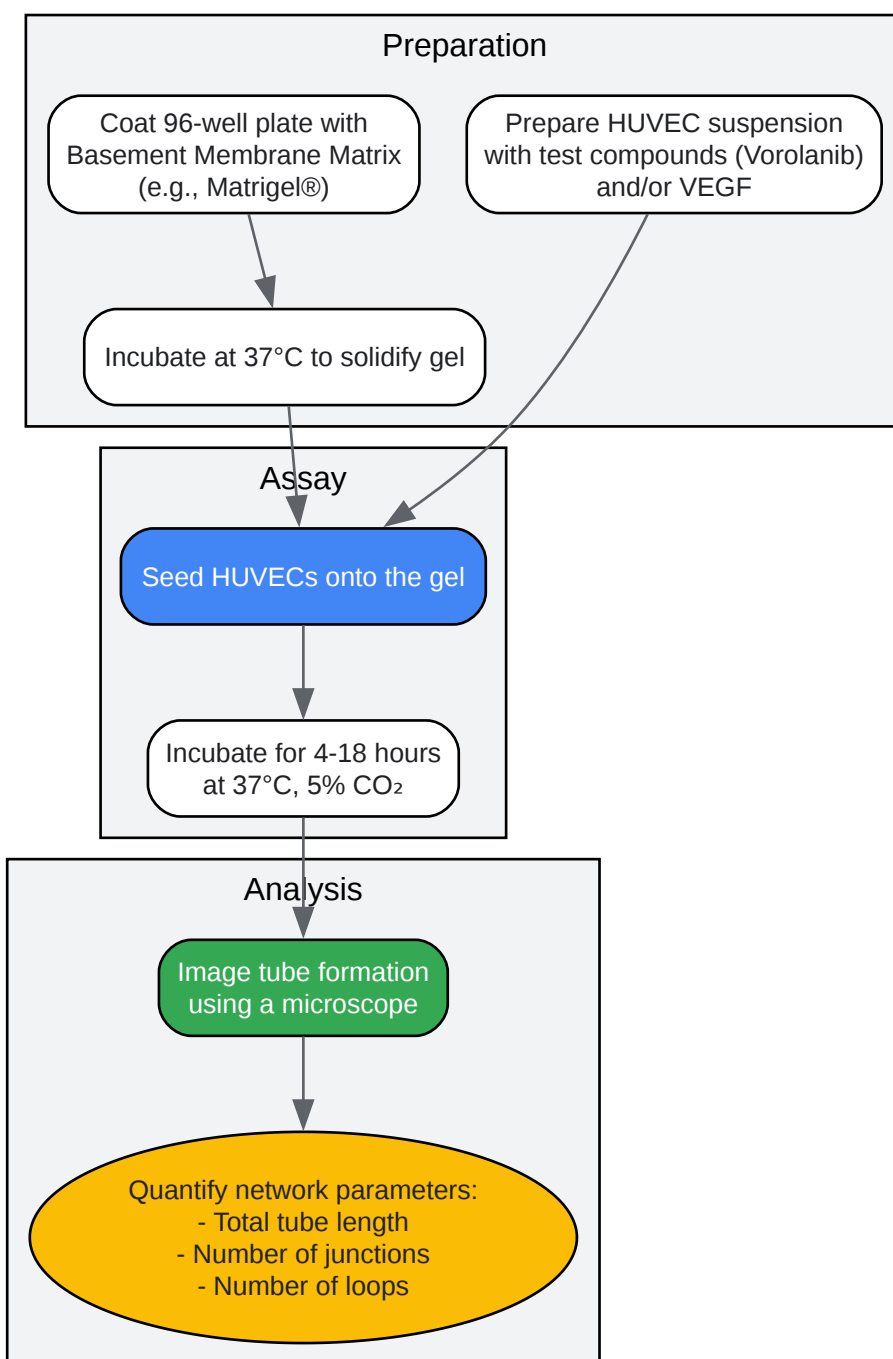 Preparation
Coat 96-well plate with
Basement Membrane Matrix
(e.g., Matrigel®)
Prepare HUVEC suspension
with test compounds (Vorolanib)
and/or VEGF
Incubate at 37°C to solidify gel
Assay
Seed HUVECs onto the gel
Incubate for 4-18 hours
at 37°C, 5% CO₂
Analysis
Image tube formation
using a microscope
Quantify network parameters:
- Total tube length
- Number of junctions
- Number of loops